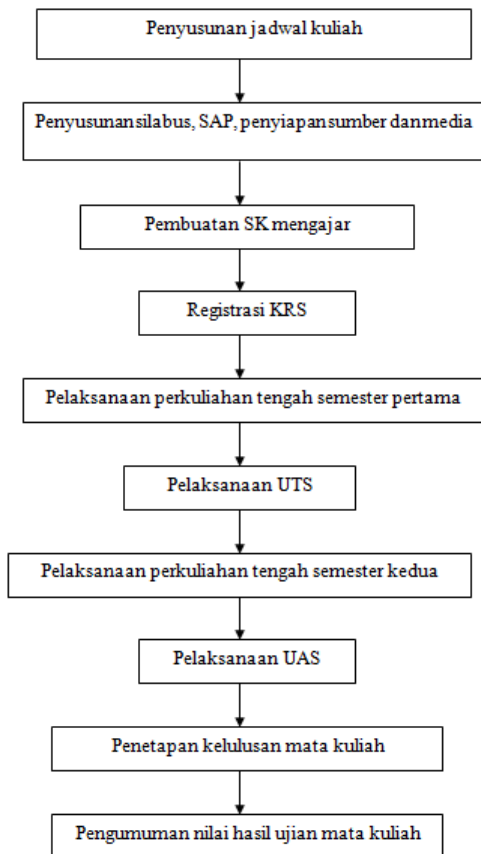 Penyusunan jadwal kuliah
Penyusunansilabus, SAP, penyiapansumber danmedia
Pembuatan SK mengajar
Registrasi KRS
Pelaksanaan perkuliahan tengah semester pertama
Pelaksanaan UTS
Pelaksanaan perkuliahan tengah semester kedua
Pelaksanaan UAS
Penetapan kelulusan mata kuliah
Pengumuman nilai hasil ujian mata kuliah